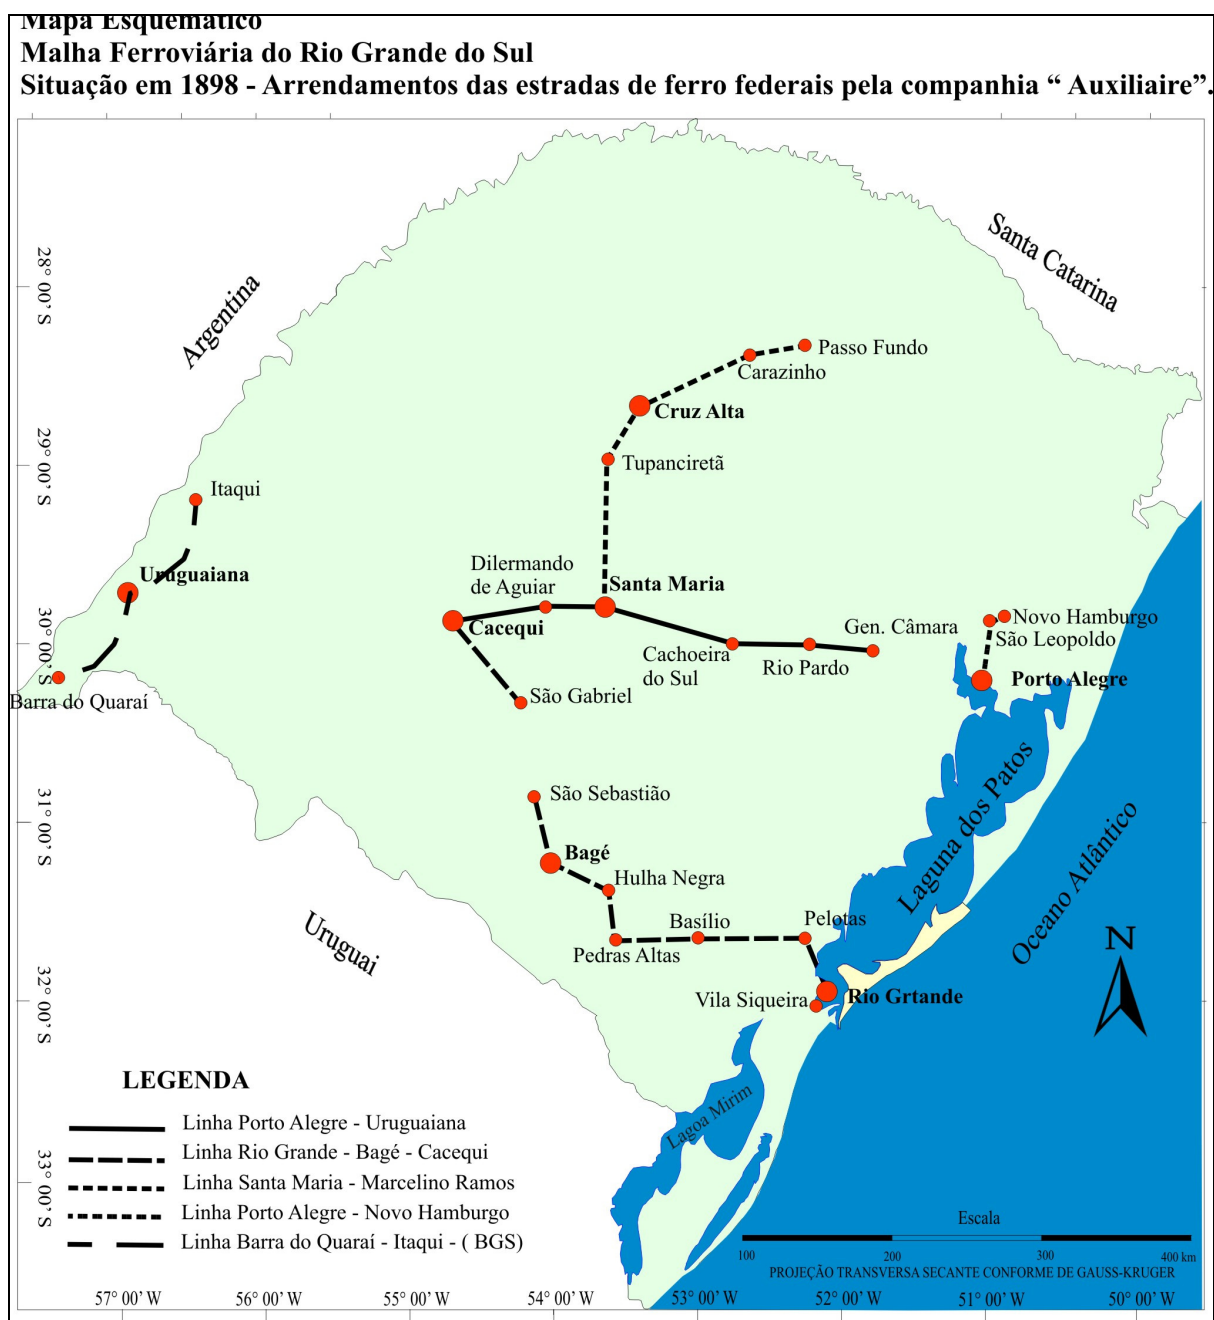 Mapa Esquemático
Malha Ferroviária do Rio Grande do Sul
Situação em 1898 - Arrendamentos das estradas de ferro federais pela companhia “ Auxiliaire”.
Argentina
Santa Catarina
28° 00’ S
Passo Fundo
Carazinho
Cruz Alta
Tupanciretã
29° 00’ S
Itaqui
Uruguaiana
Dilermando
de Aguiar
Santa Maria
Cacequi
Gen. Câmara
Novo Hamburgo
São Leopoldo
Cachoeira
do Sul
Rio Pardo
30° 00’ S
Porto Alegre
Barra do Quaraí
São Gabriel
São Sebastião
31° 00’ S
Bagé
Hulha Negra
Laguna dos Patos
Oceano Atlântico
Basílio
Pelotas
Pedras Altas
Uruguai
N
32° 00’ S
Vila Siqueira
Rio Grtande
Lagoa Mirim
LEGENDA
Linha Porto Alegre - Uruguaiana
Linha Rio Grande - Bagé - Cacequi
Linha Santa Maria - Marcelino Ramos
Linha Porto Alegre - Novo Hamburgo
Linha Barra do Quaraí - Itaqui - ( BGS)
33° 00’ S
Escala
100 200 300 400 km
PROJEÇÃO TRANSVERSA SECANTE CONFORME DE GAUSS-KRUGER
57° 00’ W 56° 00’ W 55° 00’ W 54° 00’ W 53° 00’ W 52° 00’ W 51° 00’ W 50° 00’ W